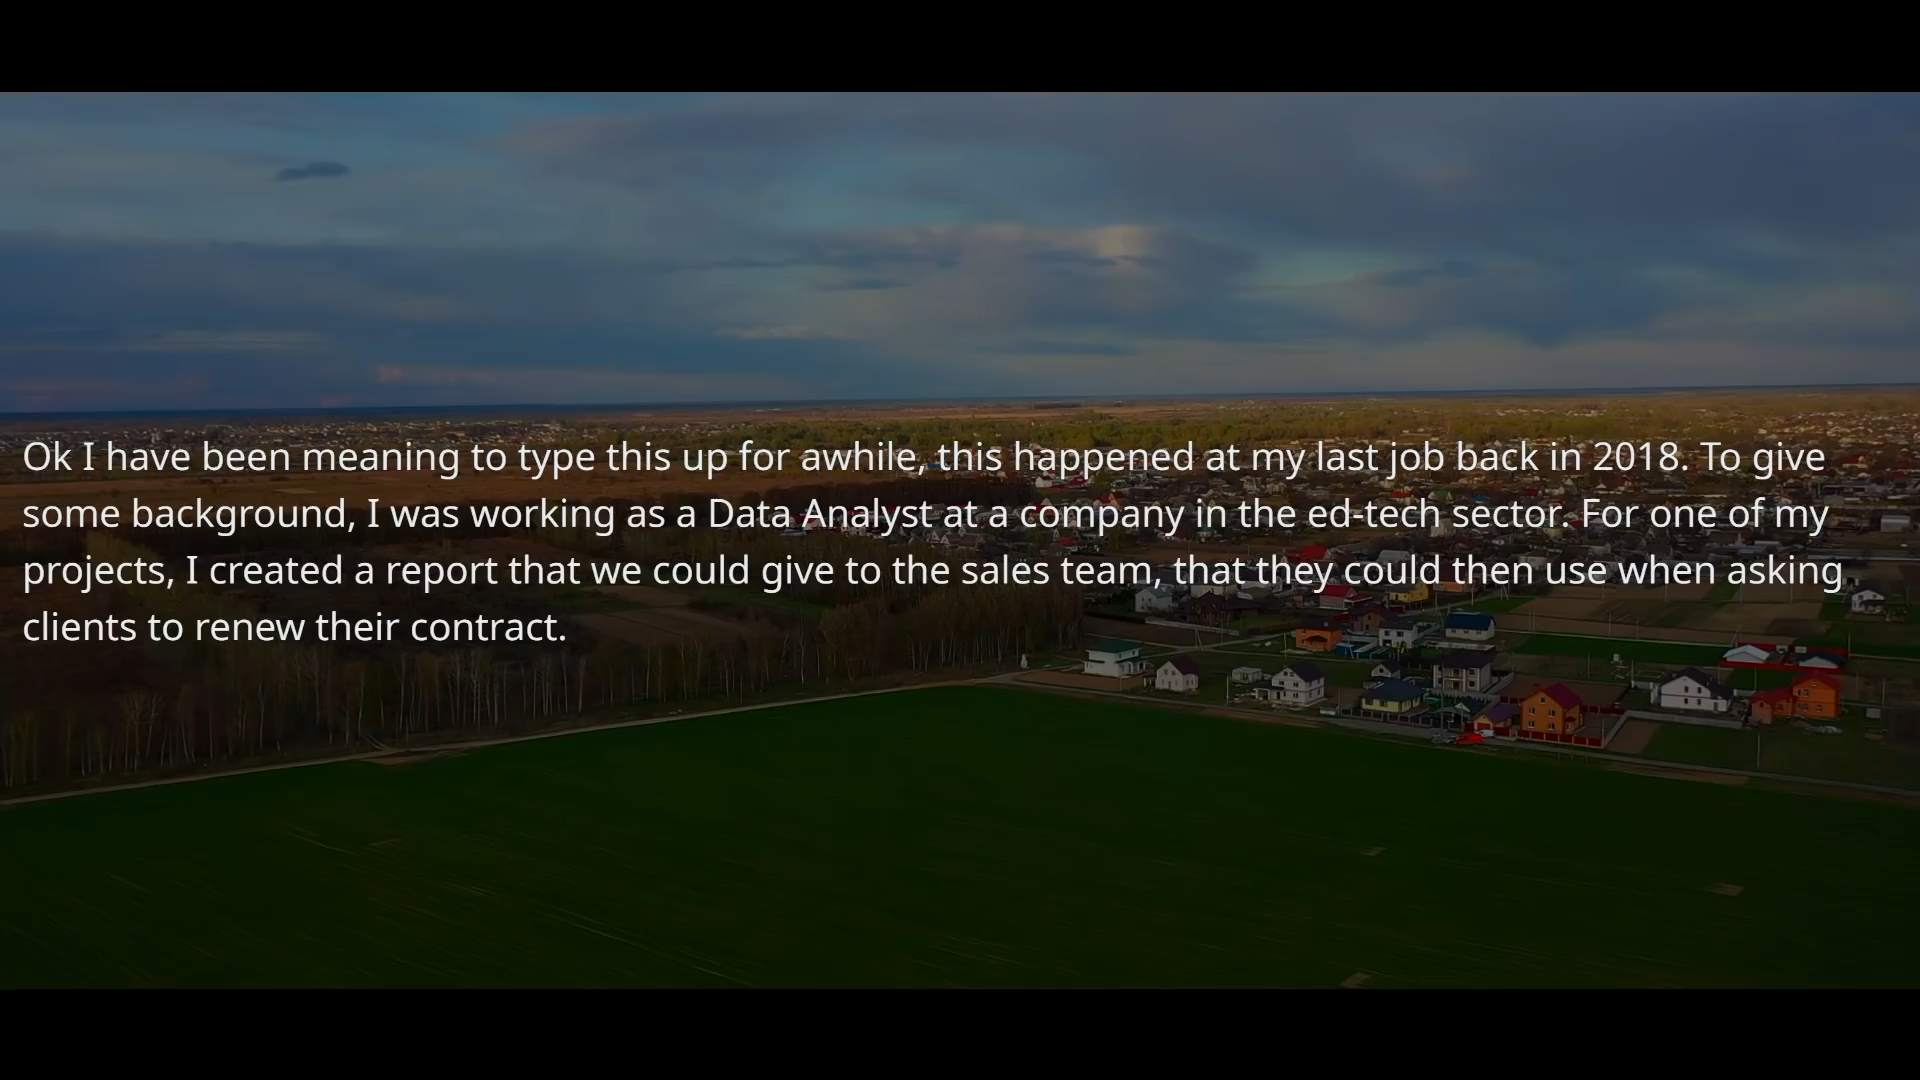 Ok I have been meaning to type this up for awhile, this happened at my last job back in 2018. To give
some background, I was working as a Data Analyst at a company in the ed-tech sector. For one of my
projects, I created a report that we could give to the sales team, that they could then use when asking
clients to renew their contract.